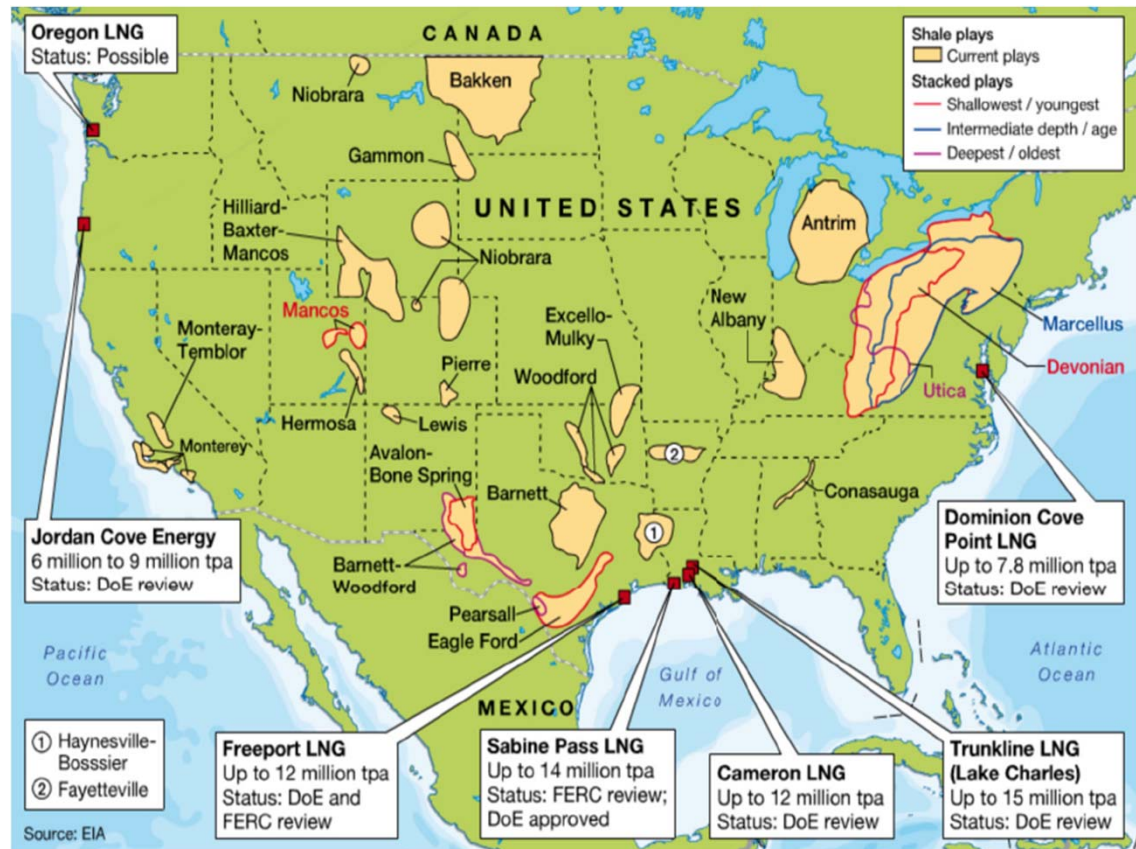 Oregon LNG
Status: Possible
CANADA
Shale plays
Current plays
Stacked plays
Shallowest / youngest
Intermediate depth / age
Deepest / oldest
Niobrara
Bakken
Gammon
UNITED STATES
Hilliard-
Baxter-
Mancos
Niobrara
Antrim
Mancos
Monteray-
Temblor
Excello-
Mulky
New
Albany
Marcellus
Devonian
Utica
Pierre
Woodford
Hermosa
Lewis
Monterey
Avalon-
Bone Spring
Barnett
2
1
Conasauga
Jordan Cove Energy
6 million to 9 million tpa
Status: DoE review
Barnett-
Woodford
Pearsall
Eagle Ford
Dominion Cove
Point LNG
Up to 7.8 million tpa
Status: DoE review
Pacific
Ocean
Gulf of
Mexico
Atlantic
Ocean
MEXICO
1 Haynesville-
Bosssier
2 Fayetteville
Freeport LNG
Up to 12 million tpa
Status: DoE and
FERC review
Sabine Pass LNG
Up to 14 million tpa
Status: FERC review;
DoE approved
Cameron LNG
Up to 12 million tpa
Status: DoE review
Trunkline LNG
(Lake Charles)
Up to 15 million tpa
Status: DoE review
Source: EIA